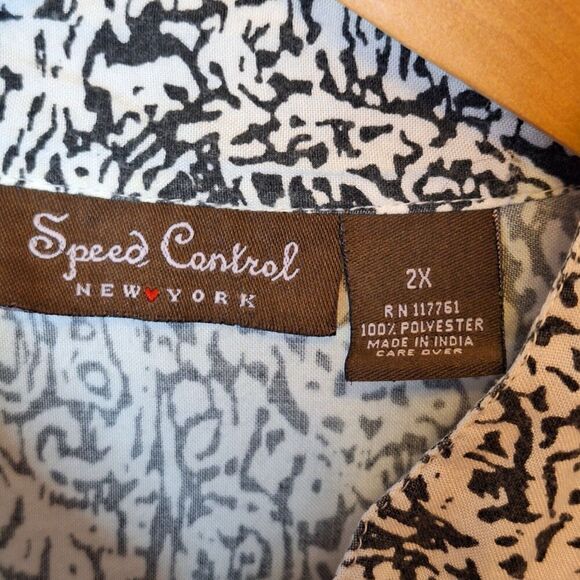 Speed Control
NEW♥YORK
2X
RN 117761
100% POLYESTER
MADE IN INDIA
CARE OVER